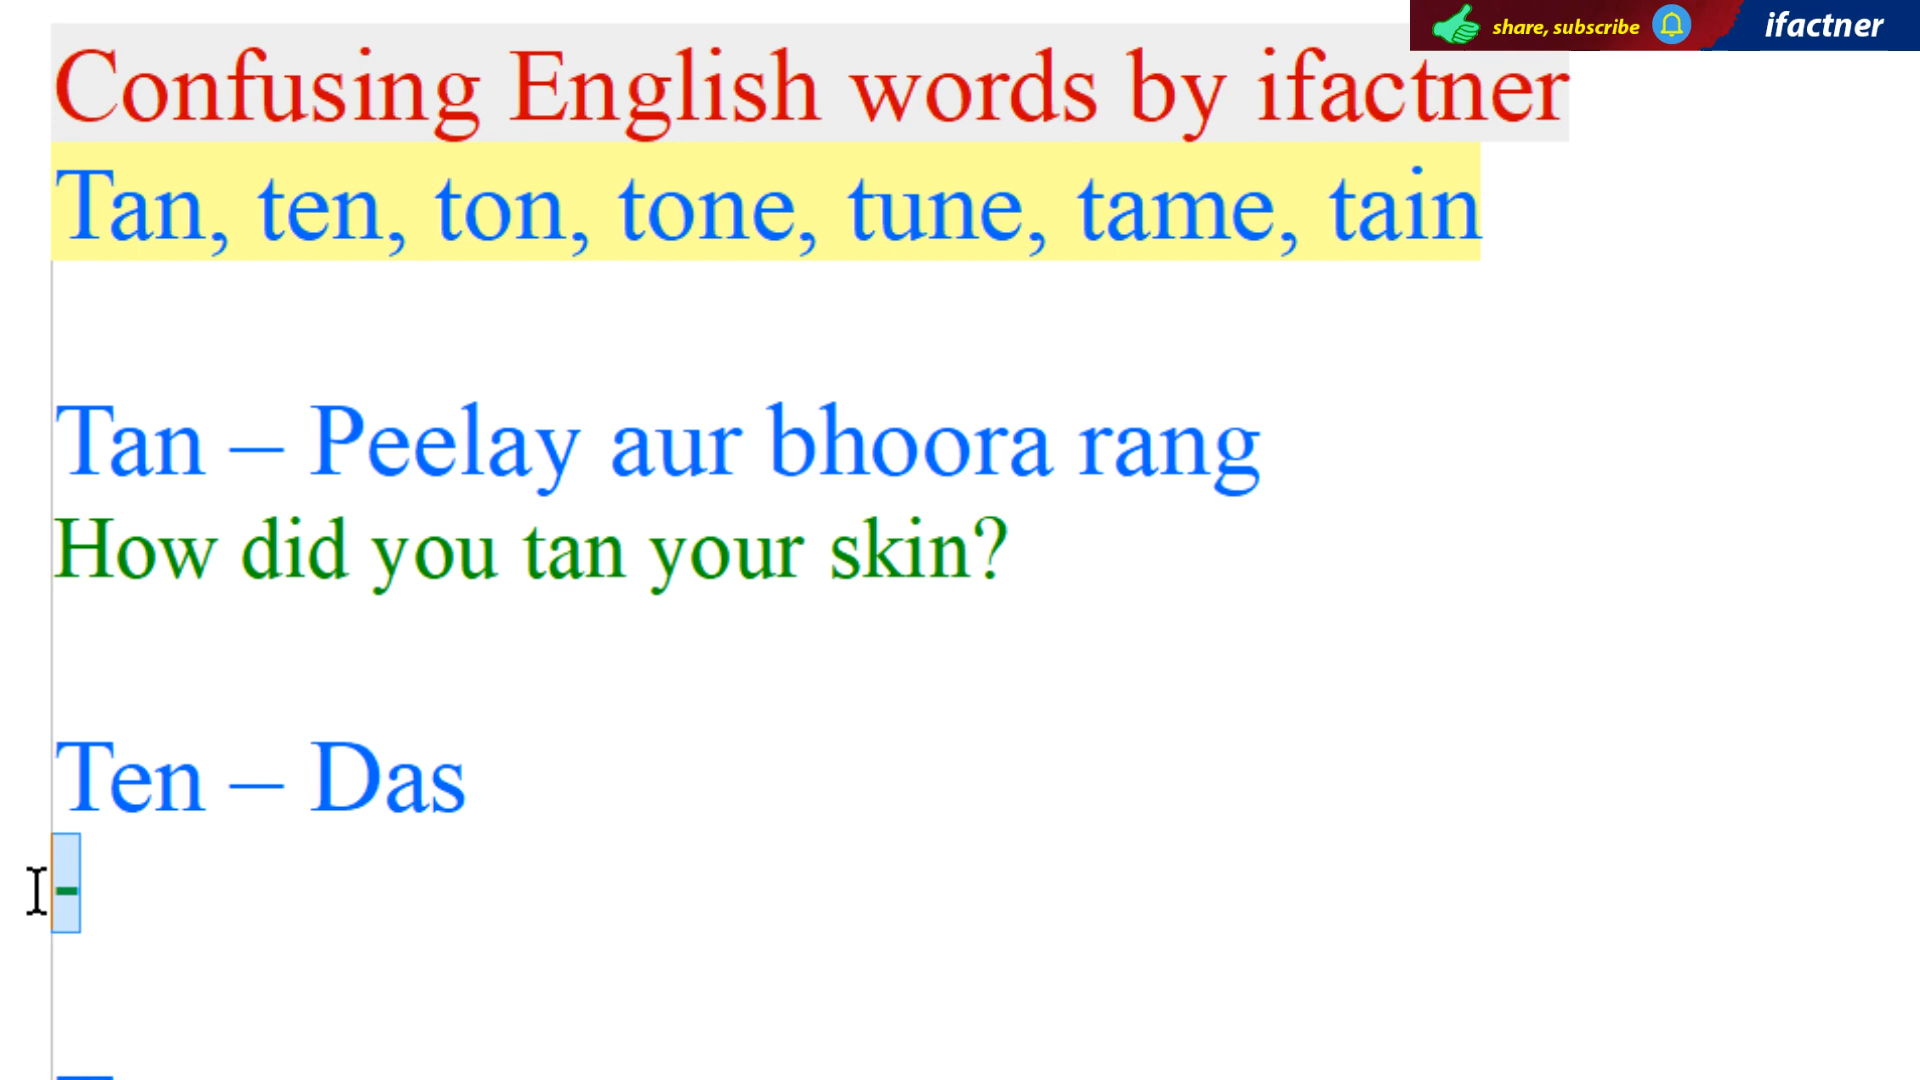 share, subscribe ifactner
Confusing English words by ifactner
Tan, ten, ton, tone, tune, tame, tain
Tan – Peelay aur bhoora rang
How did you tan your skin?
Ten – Das
-